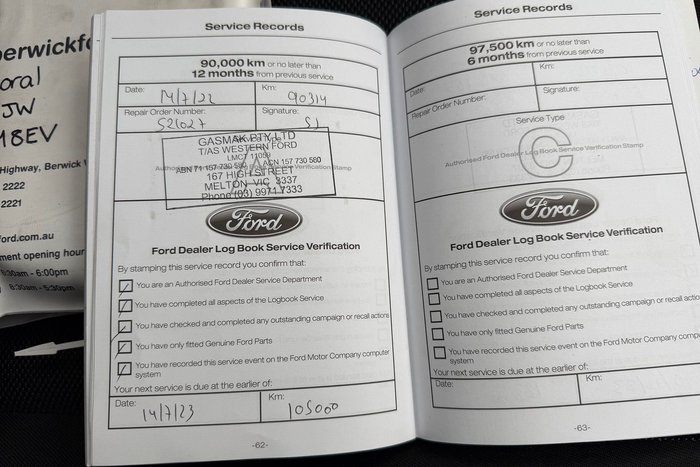 berwickfo
oral
JW
18EV
Highway, Berwick
2222
2221
ford.com.au
ment opening hour
6:30am - 6:00pm
6:30am - 5:30pm
Service Records
90,000 km or no later than
12 months from previous service
Date: 14/7/22 Km: 90314
Repair Order Number: S21027 Signature: SJ
Service Type
GASMAK PTY LTD
T/AS WESTERN FORD
LMCT 11059
ABN 71 157 730 580 ACN 157 730 580
167 HIGH STREET
MELTON VIC 3337
Phone (03) 9971 7333
Ford
Ford Dealer Log Book Service Verification
By stamping this service record you confirm that:
You are an Authorised Ford Dealer Service Department
You have completed all aspects of the Logbook Service
You have checked and completed any outstanding campaign or recall actions
You have only fitted Genuine Ford Parts
You have recorded this service event on the Ford Motor Company computer
system
Your next service is due at the earlier of:
Date: 14/7/23 Km: 105000
-62-
Service Records
97,500 km or no later than
6 months from previous service
Date: Km:
Repair Order Number: Signature:
Service Type
C
Authorised Ford Dealer Log Book Service Verification Stamp
Ford
Ford Dealer Log Book Service Verification
By stamping this service record you confirm that:
You are an Authorised Ford Dealer Service Department
You have completed all aspects of the Logbook Service
You have checked and completed any outstanding campaign or recall actions
You have only fitted Genuine Ford Parts
You have recorded this service event on the Ford Motor Company comp
system
Your next service is due at the earlier of:
Date: Km:
-63-